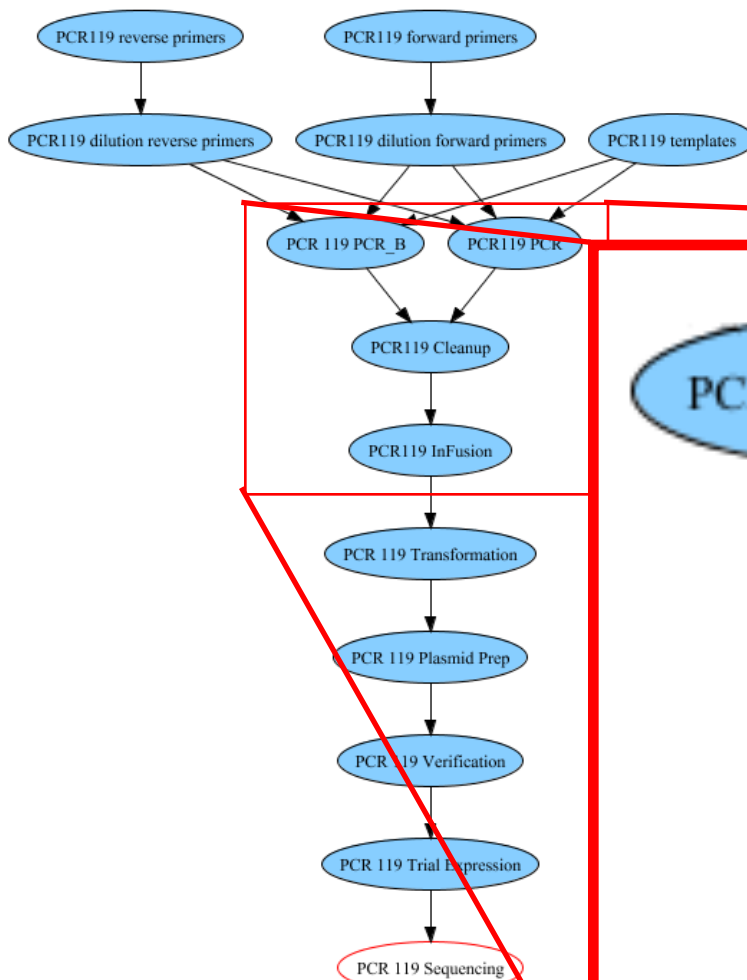 PCR119 reverse primers
PCR119 forward primers
PCR119 dilution reverse primers
PCR119 dilution forward primers
PCR119 templates
PCR 119 PCR_B
PCR119 PCR
PCR119 Cleanup
PC
PCR119 InFusion
PCR 119 Transformation
PCR 119 Plasmid Prep
PCR 119 Verification
PCR 119 Trial Expression
PCR 119 Sequencing